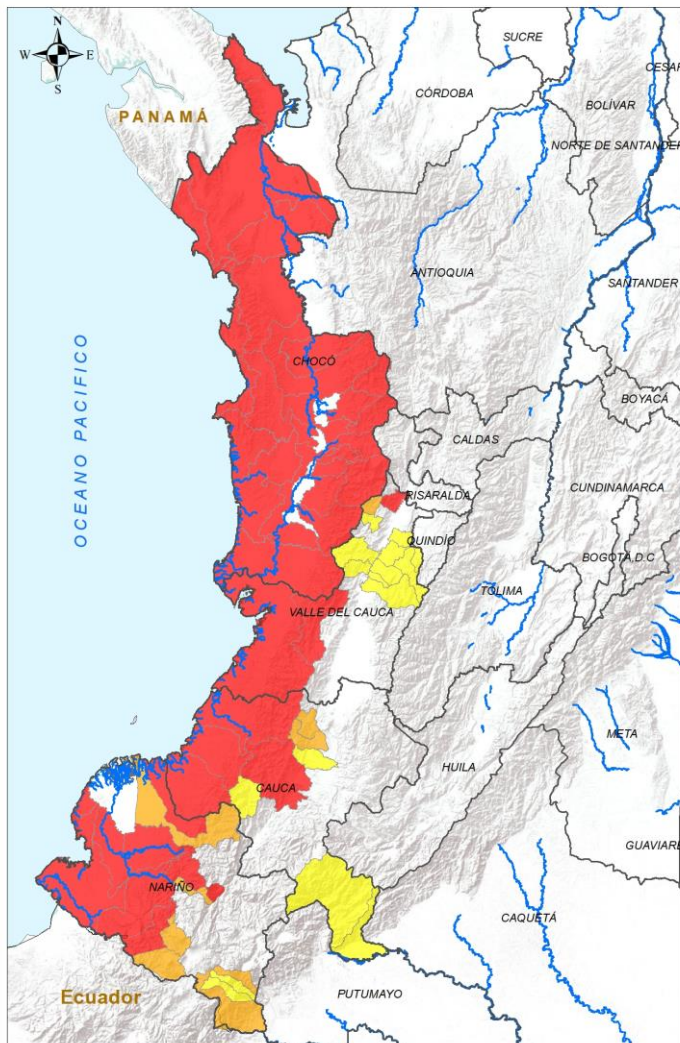 N
W E
S
SUCRE
CESAR
CÓRDOBA
BOLÍVAR
PANAMÁ
NORTE DE SANTANDER
ANTIOQUIA
SANTANDER
CHOCÓ
BOYACÁ
CALDAS
OCEANO PACIFICO
CUNDINAMARCA
RISARALDA
QUINDÍO
BOGOTÁ, D.C.
TOLIMA
VALLE DEL CAUCA
META
HUILA
CAUCA
GUAVIARE
NARIÑO
CAQUETÁ
Ecuador
PUTUMAYO